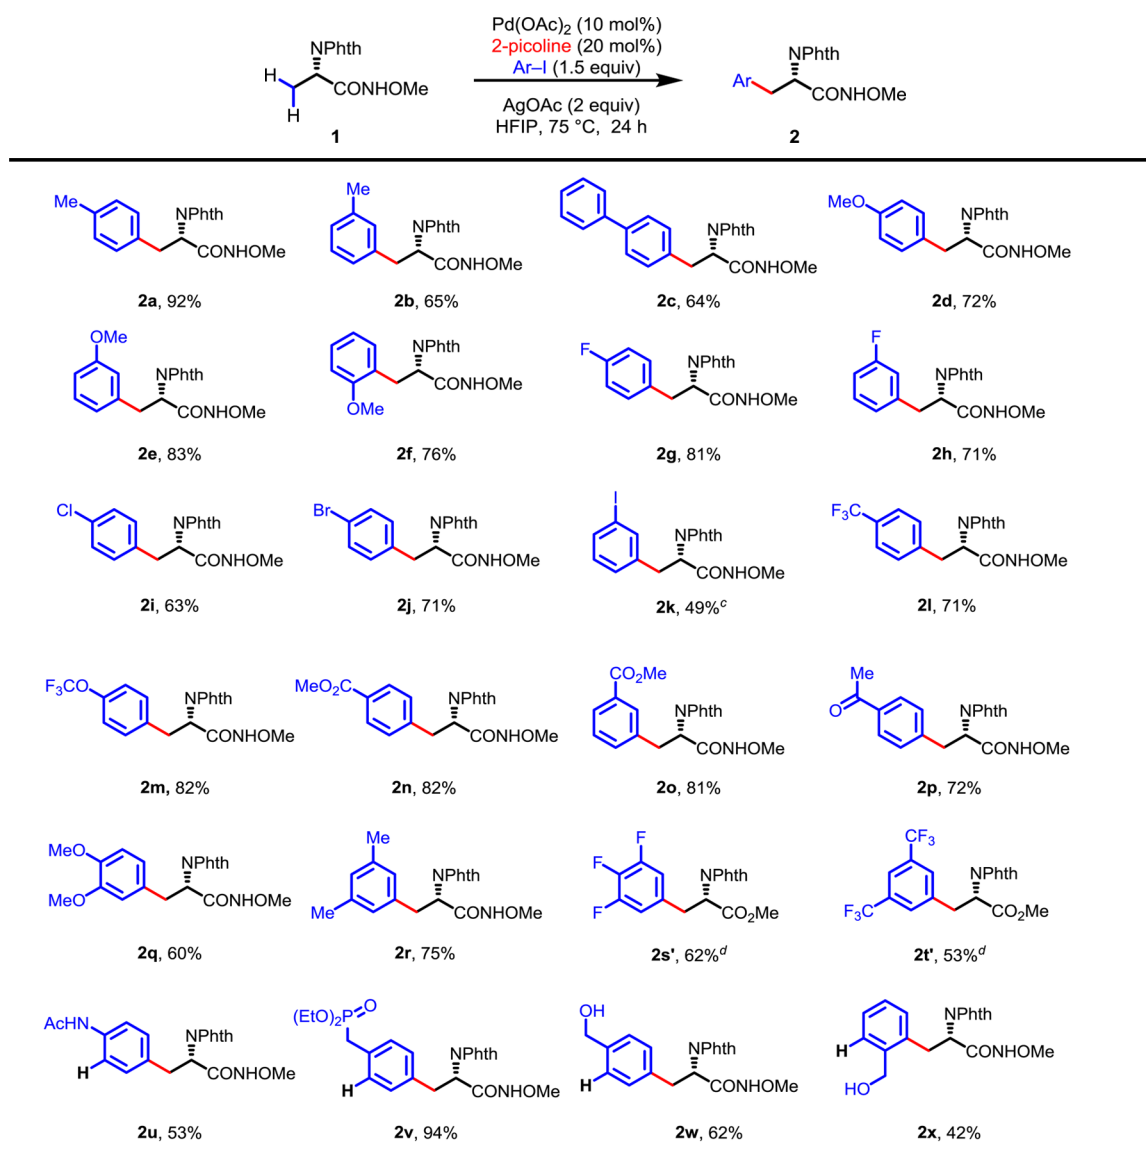 Pd(OAc)2 (10 mol%)
2-picoline (20 mol%)
Ar–I (1.5 equiv)
AgOAc (2 equiv)
HFIP, 75 °C, 24 h
NPhth
H
H
CONHOMe
1
NPhth
Ar
CONHOMe
2
Me
NPhth
CONHOMe
2a, 92%
Me
NPhth
CONHOMe
2b, 65%
NPhth
CONHOMe
2c, 64%
MeO
NPhth
CONHOMe
2d, 72%
OMe
NPhth
CONHOMe
2e, 83%
NPhth
CONHOMe
OMe
2f, 76%
F
NPhth
CONHOMe
2g, 81%
F
NPhth
CONHOMe
2h, 71%
Cl
NPhth
CONHOMe
2i, 63%
Br
NPhth
CONHOMe
2j, 71%
I
NPhth
CONHOMe
2k, 49%c
F3C
NPhth
CONHOMe
2l, 71%
F3CO
NPhth
CONHOMe
2m, 82%
MeO2C
NPhth
CONHOMe
2n, 82%
CO2Me
NPhth
CONHOMe
2o, 81%
Me
O
NPhth
CONHOMe
2p, 72%
MeO
MeO
NPhth
CONHOMe
2q, 60%
Me
Me
NPhth
CONHOMe
2r, 75%
F
F
F
NPhth
CO2Me
2s', 62%d
CF3
F3C
NPhth
CO2Me
2t', 53%d
AcHN
H
NPhth
CONHOMe
2u, 53%
(EtO)2P
O
H
NPhth
CONHOMe
2v, 94%
OH
H
NPhth
CONHOMe
2w, 62%
H
HO
NPhth
CONHOMe
2x, 42%